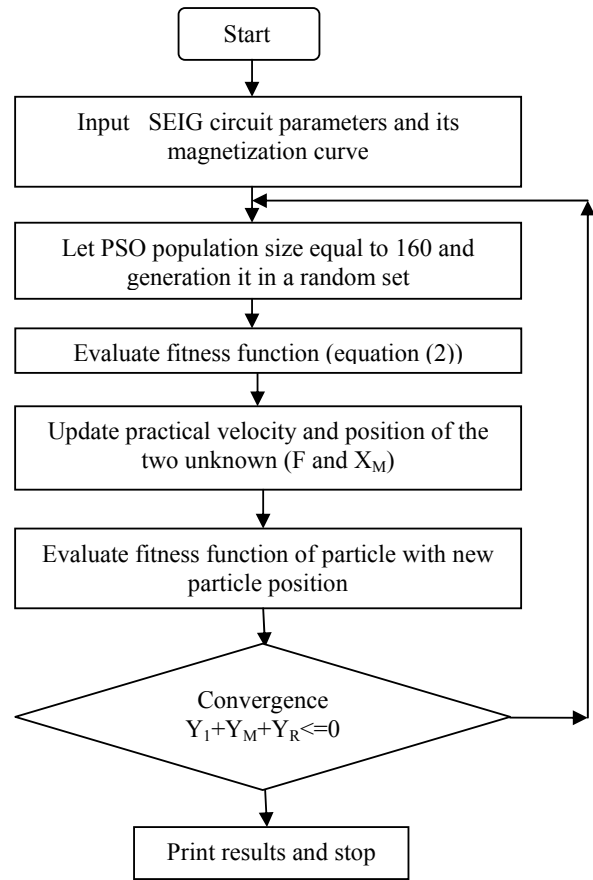 Start
Input SEIG circuit parameters and its
magnetization curve
Let PSO population size equal to 160 and
generation it in a random set
Evaluate fitness function (equation (2))
Update practical velocity and position of the
two unknown (F and X_M)
Evaluate fitness function of particle with new
particle position
Convergence
Y_1+Y_M+Y_R<=0
Print results and stop